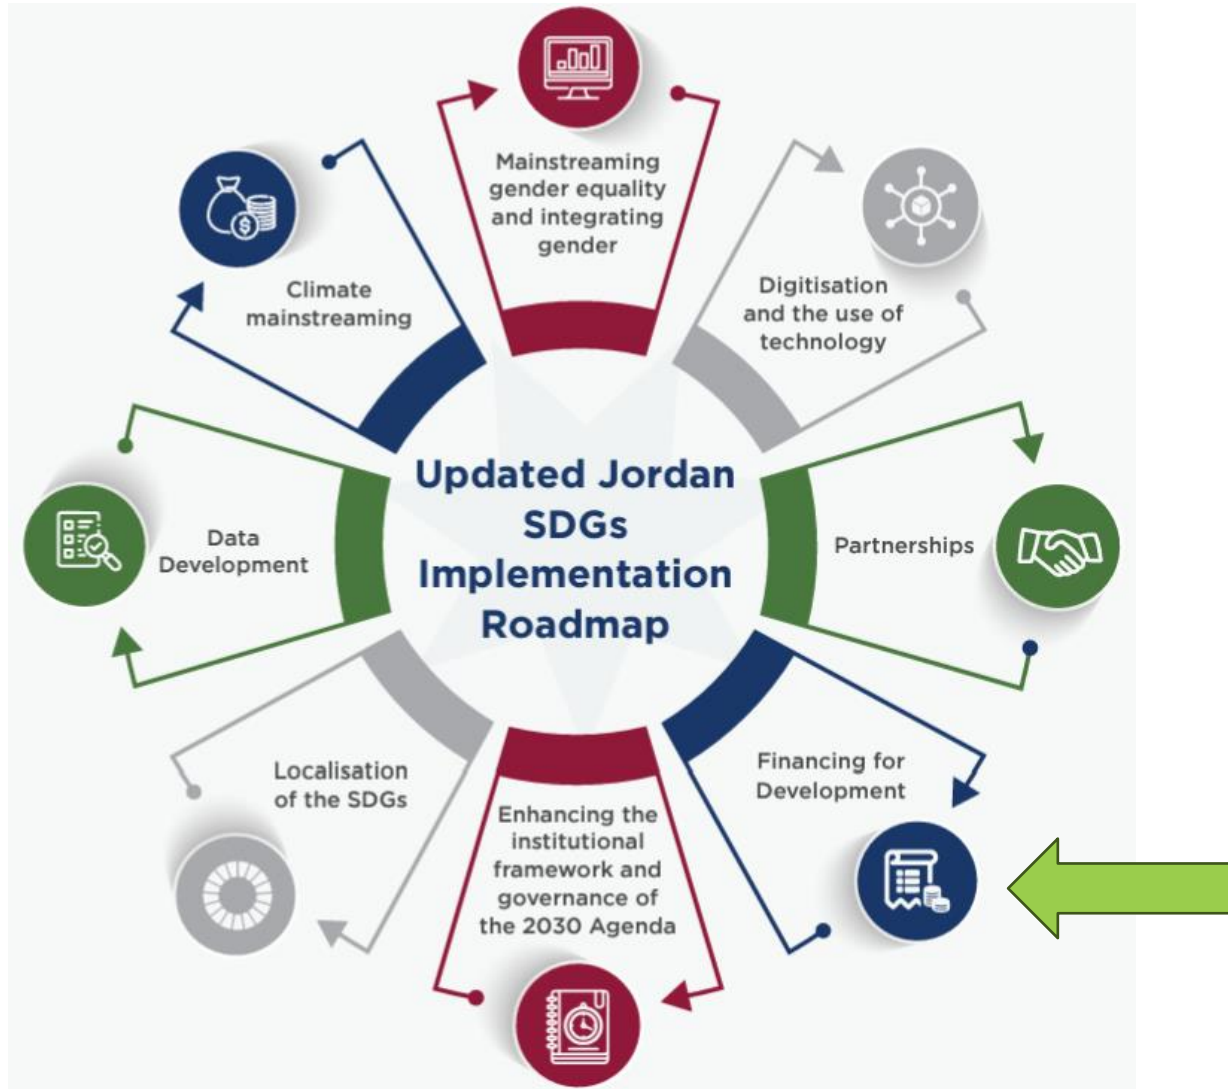 Mainstreaming
gender equality
and integrating
gender
Digitisation
and the use of
technology
Partnerships
Financing for
Development
Enhancing the
institutional
framework and
governance of
the 2030 Agenda
Localisation
of the SDGs
Data
Development
Climate
mainstreaming
Updated Jordan
SDGs
Implementation
Roadmap
$